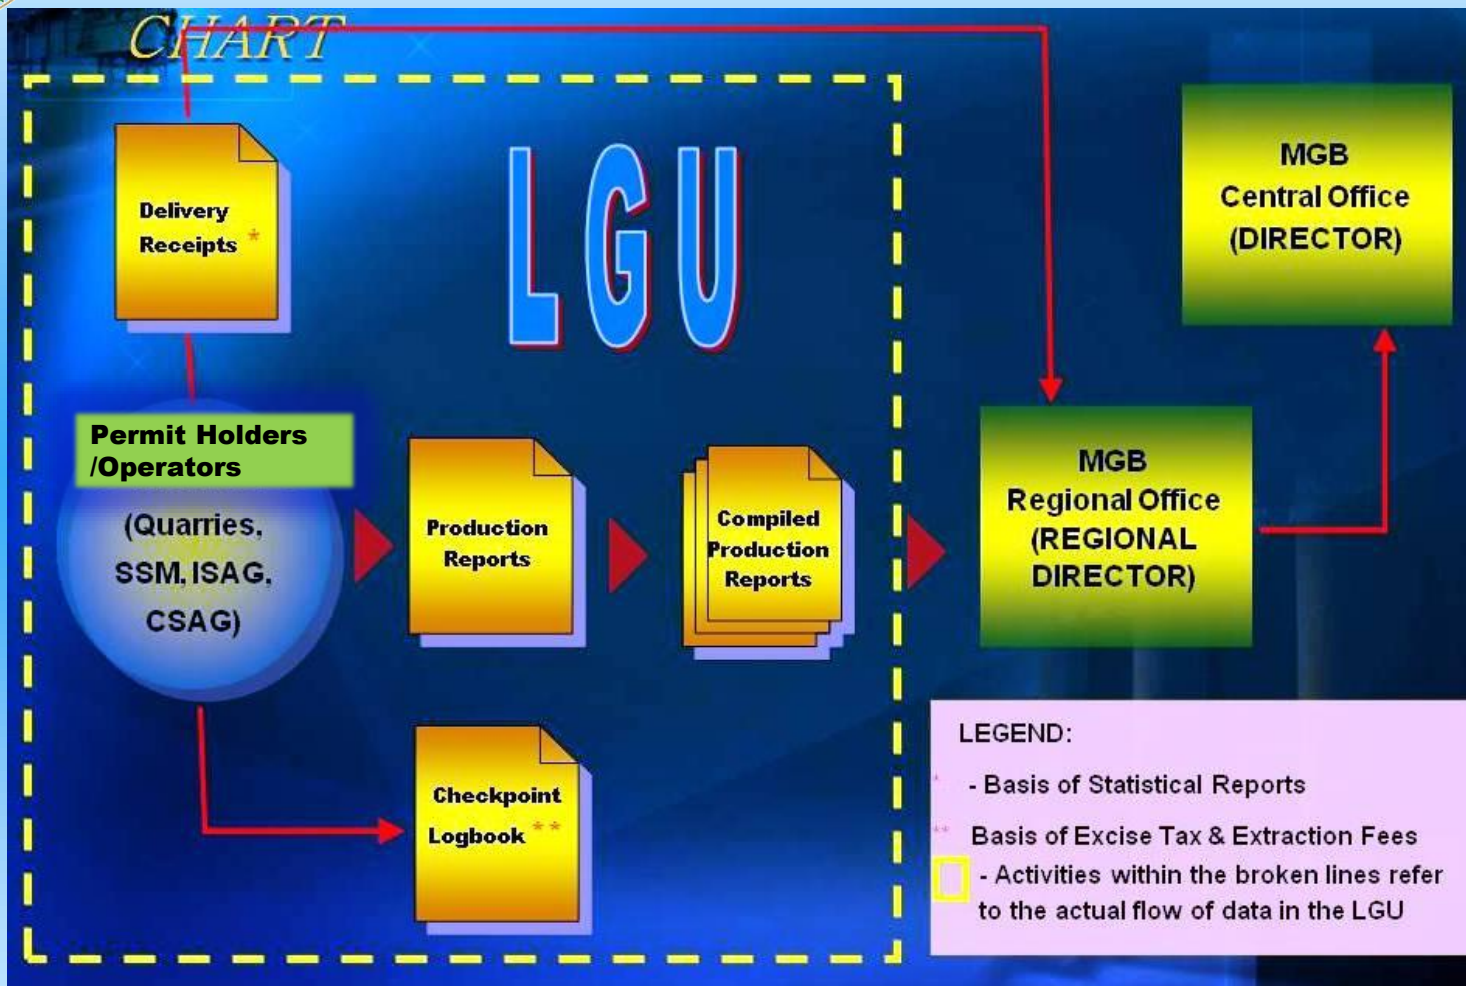 CHART
Delivery
Receipts *
LGU
MGB
Central Office
(DIRECTOR)
Permit Holders
/Operators
(Quarries,
SSM, ISAG,
CSAG)
Production
Reports
Compiled
Production
Reports
MGB
Regional Office
(REGIONAL
DIRECTOR)
Checkpoint
Logbook **
LEGEND:
* - Basis of Statistical Reports
** Basis of Excise Tax & Extraction Fees
- Activities within the broken lines refer
to the actual flow of data in the LGU